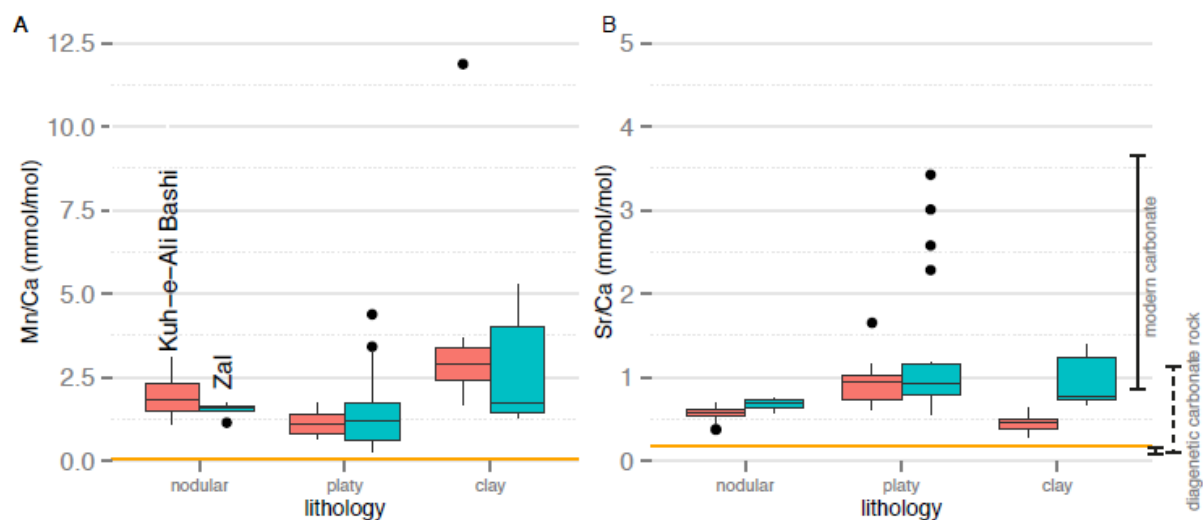 A
Mn/Ca (mmol/mol)
12.5
10.0
7.5
5.0
2.5
0.0
Kuh-e-Ali Bashi
Zal
nodular
platy
clay
lithology
B
Sr/Ca (mmol/mol)
5
4
3
2
1
0
nodular
platy
clay
lithology
modern carbonate
diagenetic carbonate rock